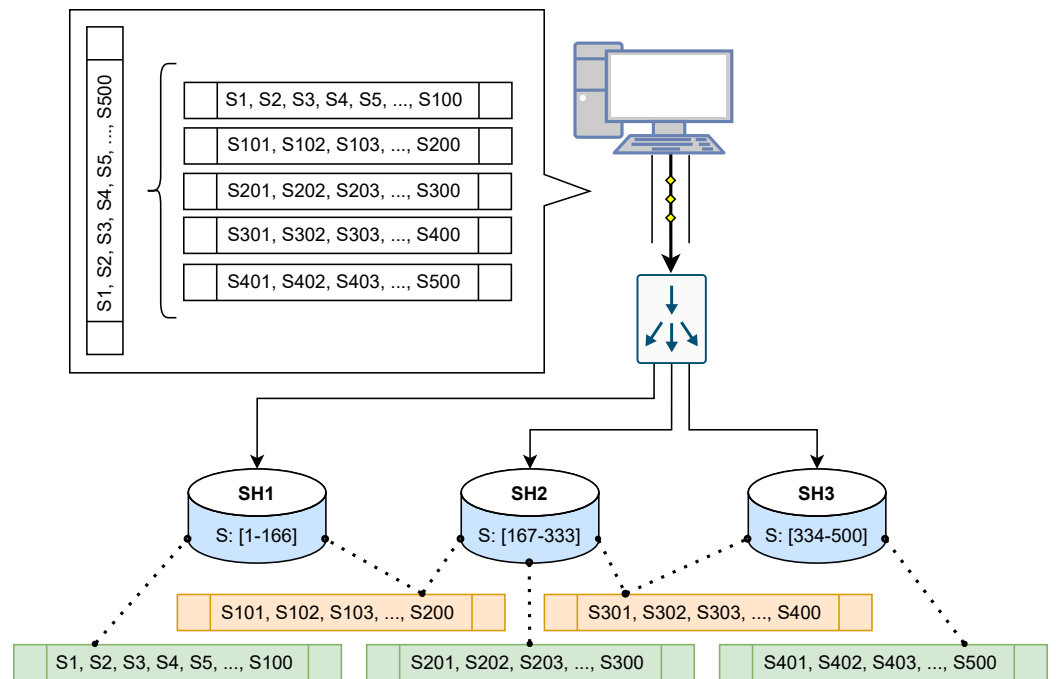 S1, S2, S3, S4, S5, ..., S500
S1, S2, S3, S4, S5, ..., S100
S101, S102, S103, ..., S200
S201, S202, S203, ..., S300
S301, S302, S303, ..., S400
S401, S402, S403, ..., S500
SH1
SH2
SH3
S: [1-166]
S: [167-333]
S: [334-500]
S101, S102, S103, ..., S200
S301, S302, S303, ..., S400
S1, S2, S3, S4, S5, ..., S100
S201, S202, S203, ..., S300
S401, S402, S403, ..., S500